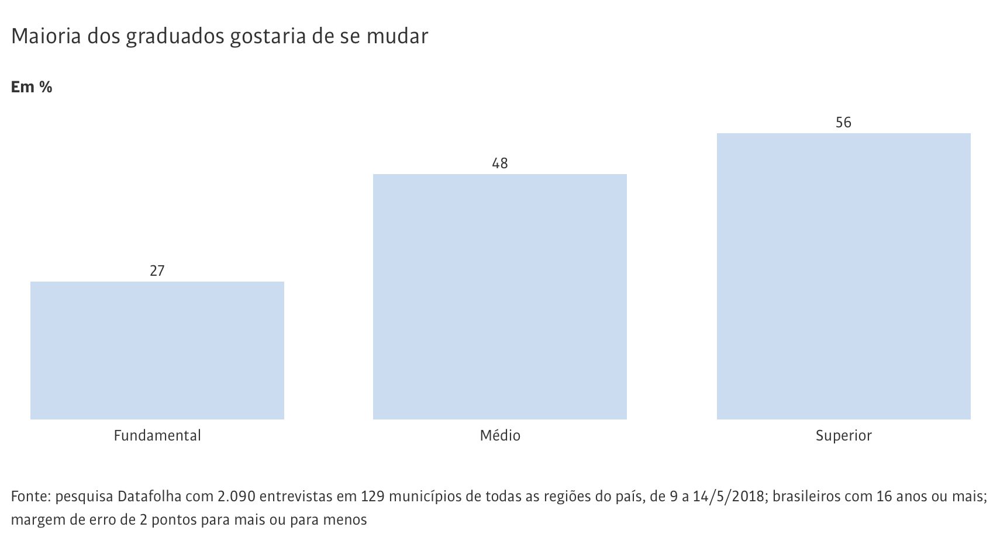 Maioria dos graduados gostaria de se mudar
Em %
56
48
27
Fundamental
Médio
Superior
Fonte: pesquisa Datafolha com 2.090 entrevistas em 129 municípios de todas as regiões do país, de 9 a 14/5/2018; brasileiros com 16 anos ou mais;
margem de erro de 2 pontos para mais ou para menos